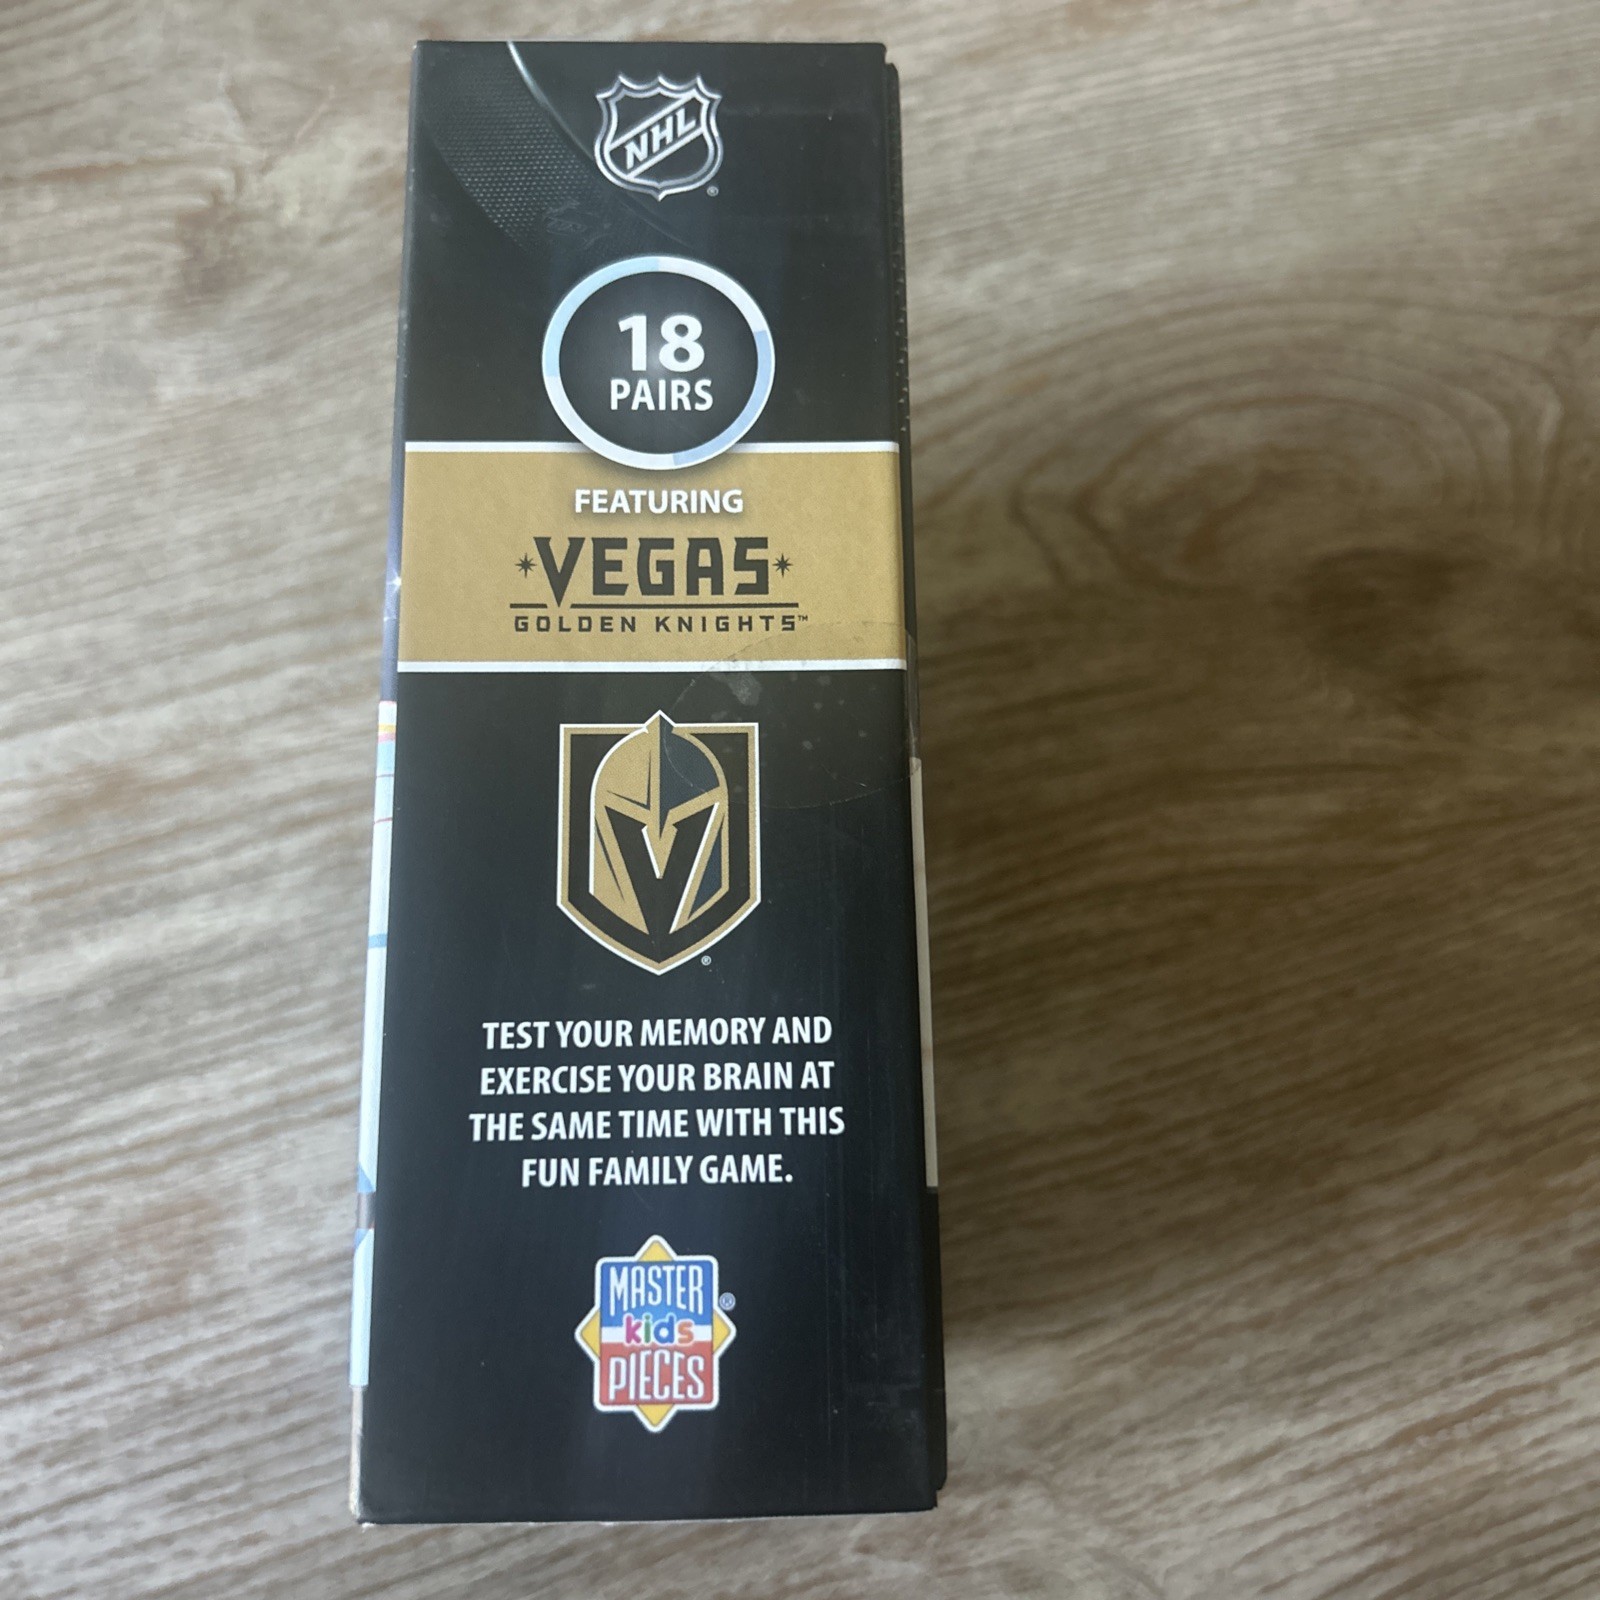 NHL
®
18
PAIRS
FEATURING
VEGAS
GOLDEN KNIGHTS™
®
TEST YOUR MEMORY AND
EXERCISE YOUR BRAIN AT
THE SAME TIME WITH THIS
FUN FAMILY GAME.
MASTER
®
kids
PIECES